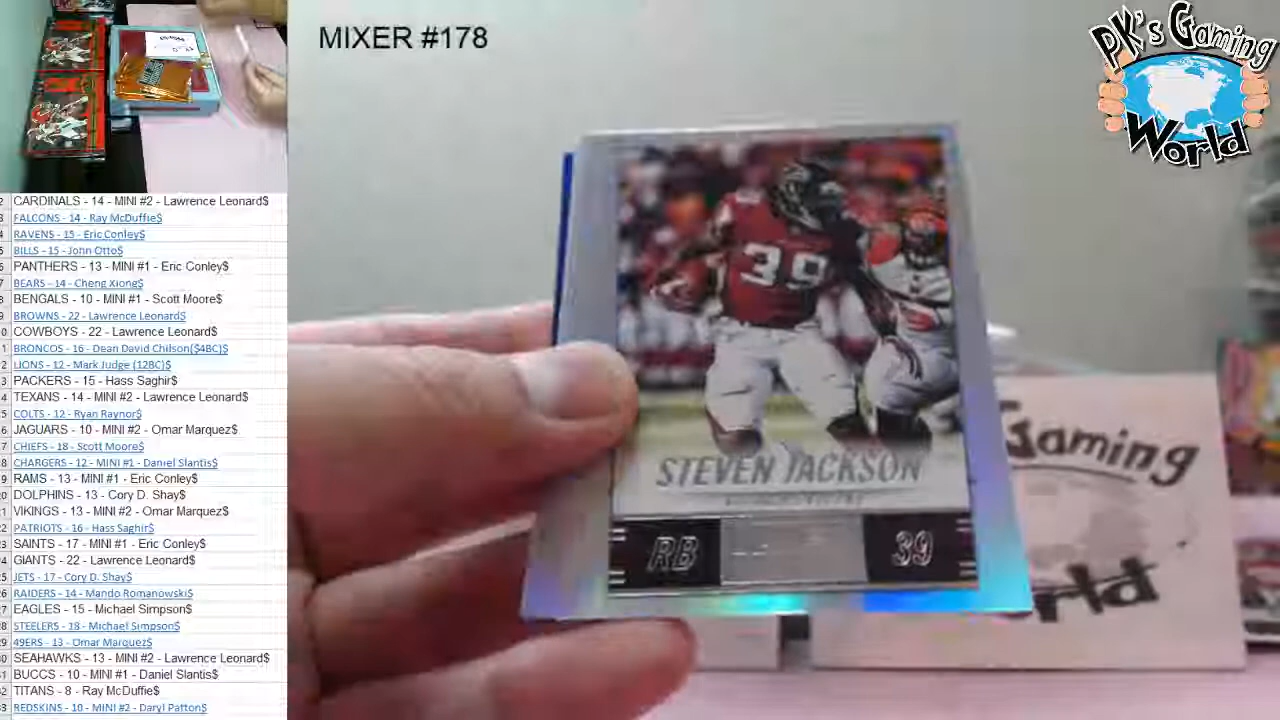 MIXER #178
PK's Gaming
World
CARDINALS - 14 - MINI #2 - Lawrence Leonard$
FALCONS - 14 - Ray McDuffie$
RAVENS - 15 - Eric Conley$
BILLS - 15 - John Otto$
PANTHERS - 13 - MINI #1 - Eric Conley$
BEARS - 14 - Cheng Xiong$
BENGALS - 10 - MINI #1 - Scott Moore$
BROWNS - 22 - Lawrence Leonard$
COWBOYS - 22 - Lawrence Leonard$
BRONCOS - 16 - Dean David Chilson($4BC)$
LIONS - 12 - Mark Judge (12BC)$
PACKERS - 15 - Hass Saghir$
TEXANS - 14 - MINI #2 - Lawrence Leonard$
COLTS - 12 - Ryan Raynor$
JAGUARS - 10 - MINI #2 - Omar Marquez$
CHIEFS - 18 - Scott Moore$
CHARGERS - 12 - MINI #1 - Daniel Slantis$
RAMS - 13 - MINI #1 - Eric Conley$
DOLPHINS - 13 - Cory D. Shay$
VIKINGS - 13 - MINI #2 - Omar Marquez$
PATRIOTS - 16 - Hass Saghir$
SAINTS - 17 - MINI #1 - Eric Conley$
GIANTS - 22 - Lawrence Leonard$
JETS - 17 - Cory D. Shay$
RAIDERS - 14 - Mando Romanowski$
EAGLES - 15 - Michael Simpson$
STEELERS - 18 - Michael Simpson$
49ERS - 13 - Omar Marquez$
SEAHAWKS - 13 - MINI #2 - Lawrence Leonard$
BUCCS - 10 - MINI #1 - Daniel Slantis$
TITANS - 8 - Ray McDuffie$
REDSKINS - 10 - MINI #2 - Daryl Patton$
39
STEVEN JACKSON
RB
39
Gaming